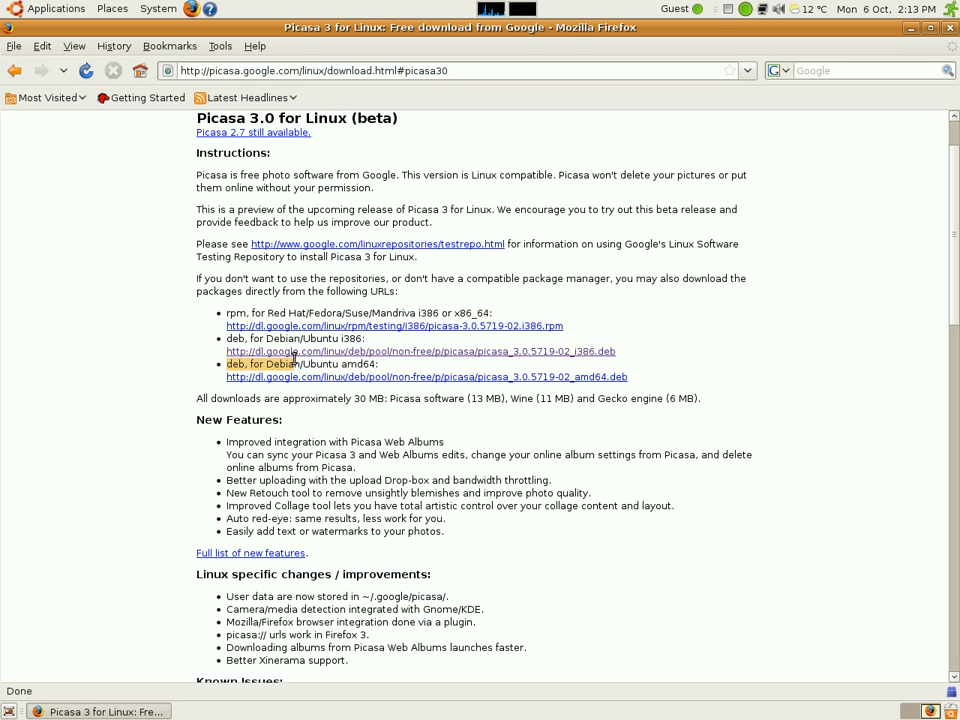 Applications Places System Guest 12 °C Mon 6 Oct, 2:13 PM
Picasa 3 for Linux: Free download from Google - Mozilla Firefox
File Edit View History Bookmarks Tools Help
http://picasa.google.com/linux/download.html#picasa30 Google
Most Visited Getting Started Latest Headlines
Picasa 3.0 for Linux (beta)
Picasa 2.7 still available.
Instructions:
Picasa is free photo software from Google. This version is Linux compatible. Picasa won't delete your pictures or put
them online without your permission.
This is a preview of the upcoming release of Picasa 3 for Linux. We encourage you to try out this beta release and
provide feedback to help us improve our product.
Please see http://www.google.com/linuxrepositories/testrepo.html for information on using Google's Linux Software
Testing Repository to install Picasa 3 for Linux.
If you don't want to use the repositories, or don't have a compatible package manager, you may also download the
packages directly from the following URLs:
• rpm, for Red Hat/Fedora/Suse/Mandriva i386 or x86_64:
http://dl.google.com/linux/rpm/testing/i386/picasa-3.0.5719-02.i386.rpm
• deb, for Debian/Ubuntu i386:
http://dl.google.com/linux/deb/pool/non-free/p/picasa/picasa_3.0.5719-02_i386.deb
• deb, for Debian/Ubuntu amd64:
http://dl.google.com/linux/deb/pool/non-free/p/picasa/picasa_3.0.5719-02_amd64.deb
All downloads are approximately 30 MB: Picasa software (13 MB), Wine (11 MB) and Gecko engine (6 MB).
New Features:
• Improved integration with Picasa Web Albums
You can sync your Picasa 3 and Web Albums edits, change your online album settings from Picasa, and delete
online albums from Picasa.
• Better uploading with the upload Drop-box and bandwidth throttling.
• New Retouch tool to remove unsightly blemishes and improve photo quality.
• Improved Collage tool lets you have total artistic control over your collage content and layout.
• Auto red-eye: same results, less work for you.
• Easily add text or watermarks to your photos.
Full list of new features.
Linux specific changes / improvements:
• User data are now stored in ~/.google/picasa/.
• Camera/media detection integrated with Gnome/KDE.
• Mozilla/Firefox browser integration done via a plugin.
• picasa:// urls work in Firefox 3.
• Downloading albums from Picasa Web Albums launches faster.
• Better Xinerama support.
Known Issues:
Done
Picasa 3 for Linux: Fre...